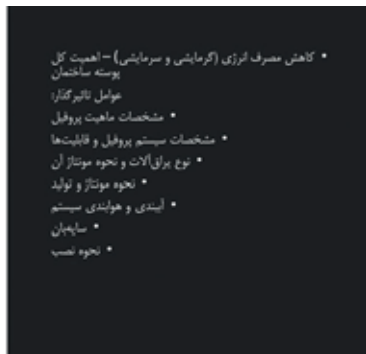 • کاهش مصرف انرژی (گرمایشی و سرمایشی) – اهمیت کل
پوسته ساختمان
عوامل تاثیرگذار:
• مشخصات ماهیت پروفیل
• مشخصات سیستم پروفیل و قابلیت‌ها
• نوع یراق‌آلات و نحوه مونتاژ آن
• نحوه مونتاژ و تولید
• آببندی و هوابندی سیستم
• سایه‌بان
• نحوه نصب